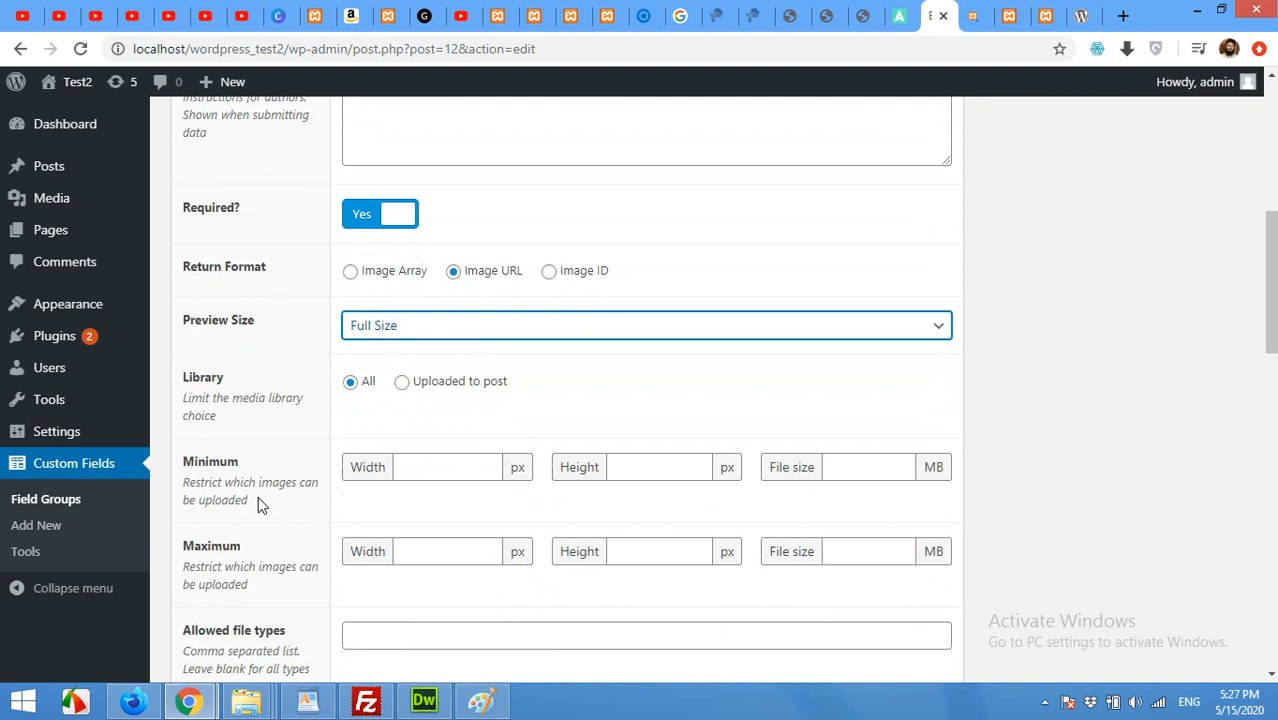 localhost/wordpress_test2/wp-admin/post.php?post=12&action=edit
Test2
5
0
New
Howdy, admin
Dashboard
Posts
Media
Pages
Comments
Appearance
Plugins 2
Users
Tools
Settings
Custom Fields
Field Groups
Add New
Tools
Collapse menu
Instructions for authors.
Shown when submitting
data
Required?
Yes
Return Format
Image Array
Image URL
Image ID
Preview Size
Full Size
Library
Limit the media library
choice
All
Uploaded to post
Minimum
Restrict which images can
be uploaded
Width px
Height px
File size MB
Maximum
Restrict which images can
be uploaded
Width px
Height px
File size MB
Allowed file types
Comma separated list.
Leave blank for all types
Activate Windows
Go to PC settings to activate Windows.
Fz
Dw
ENG
5:27 PM
5/15/2020